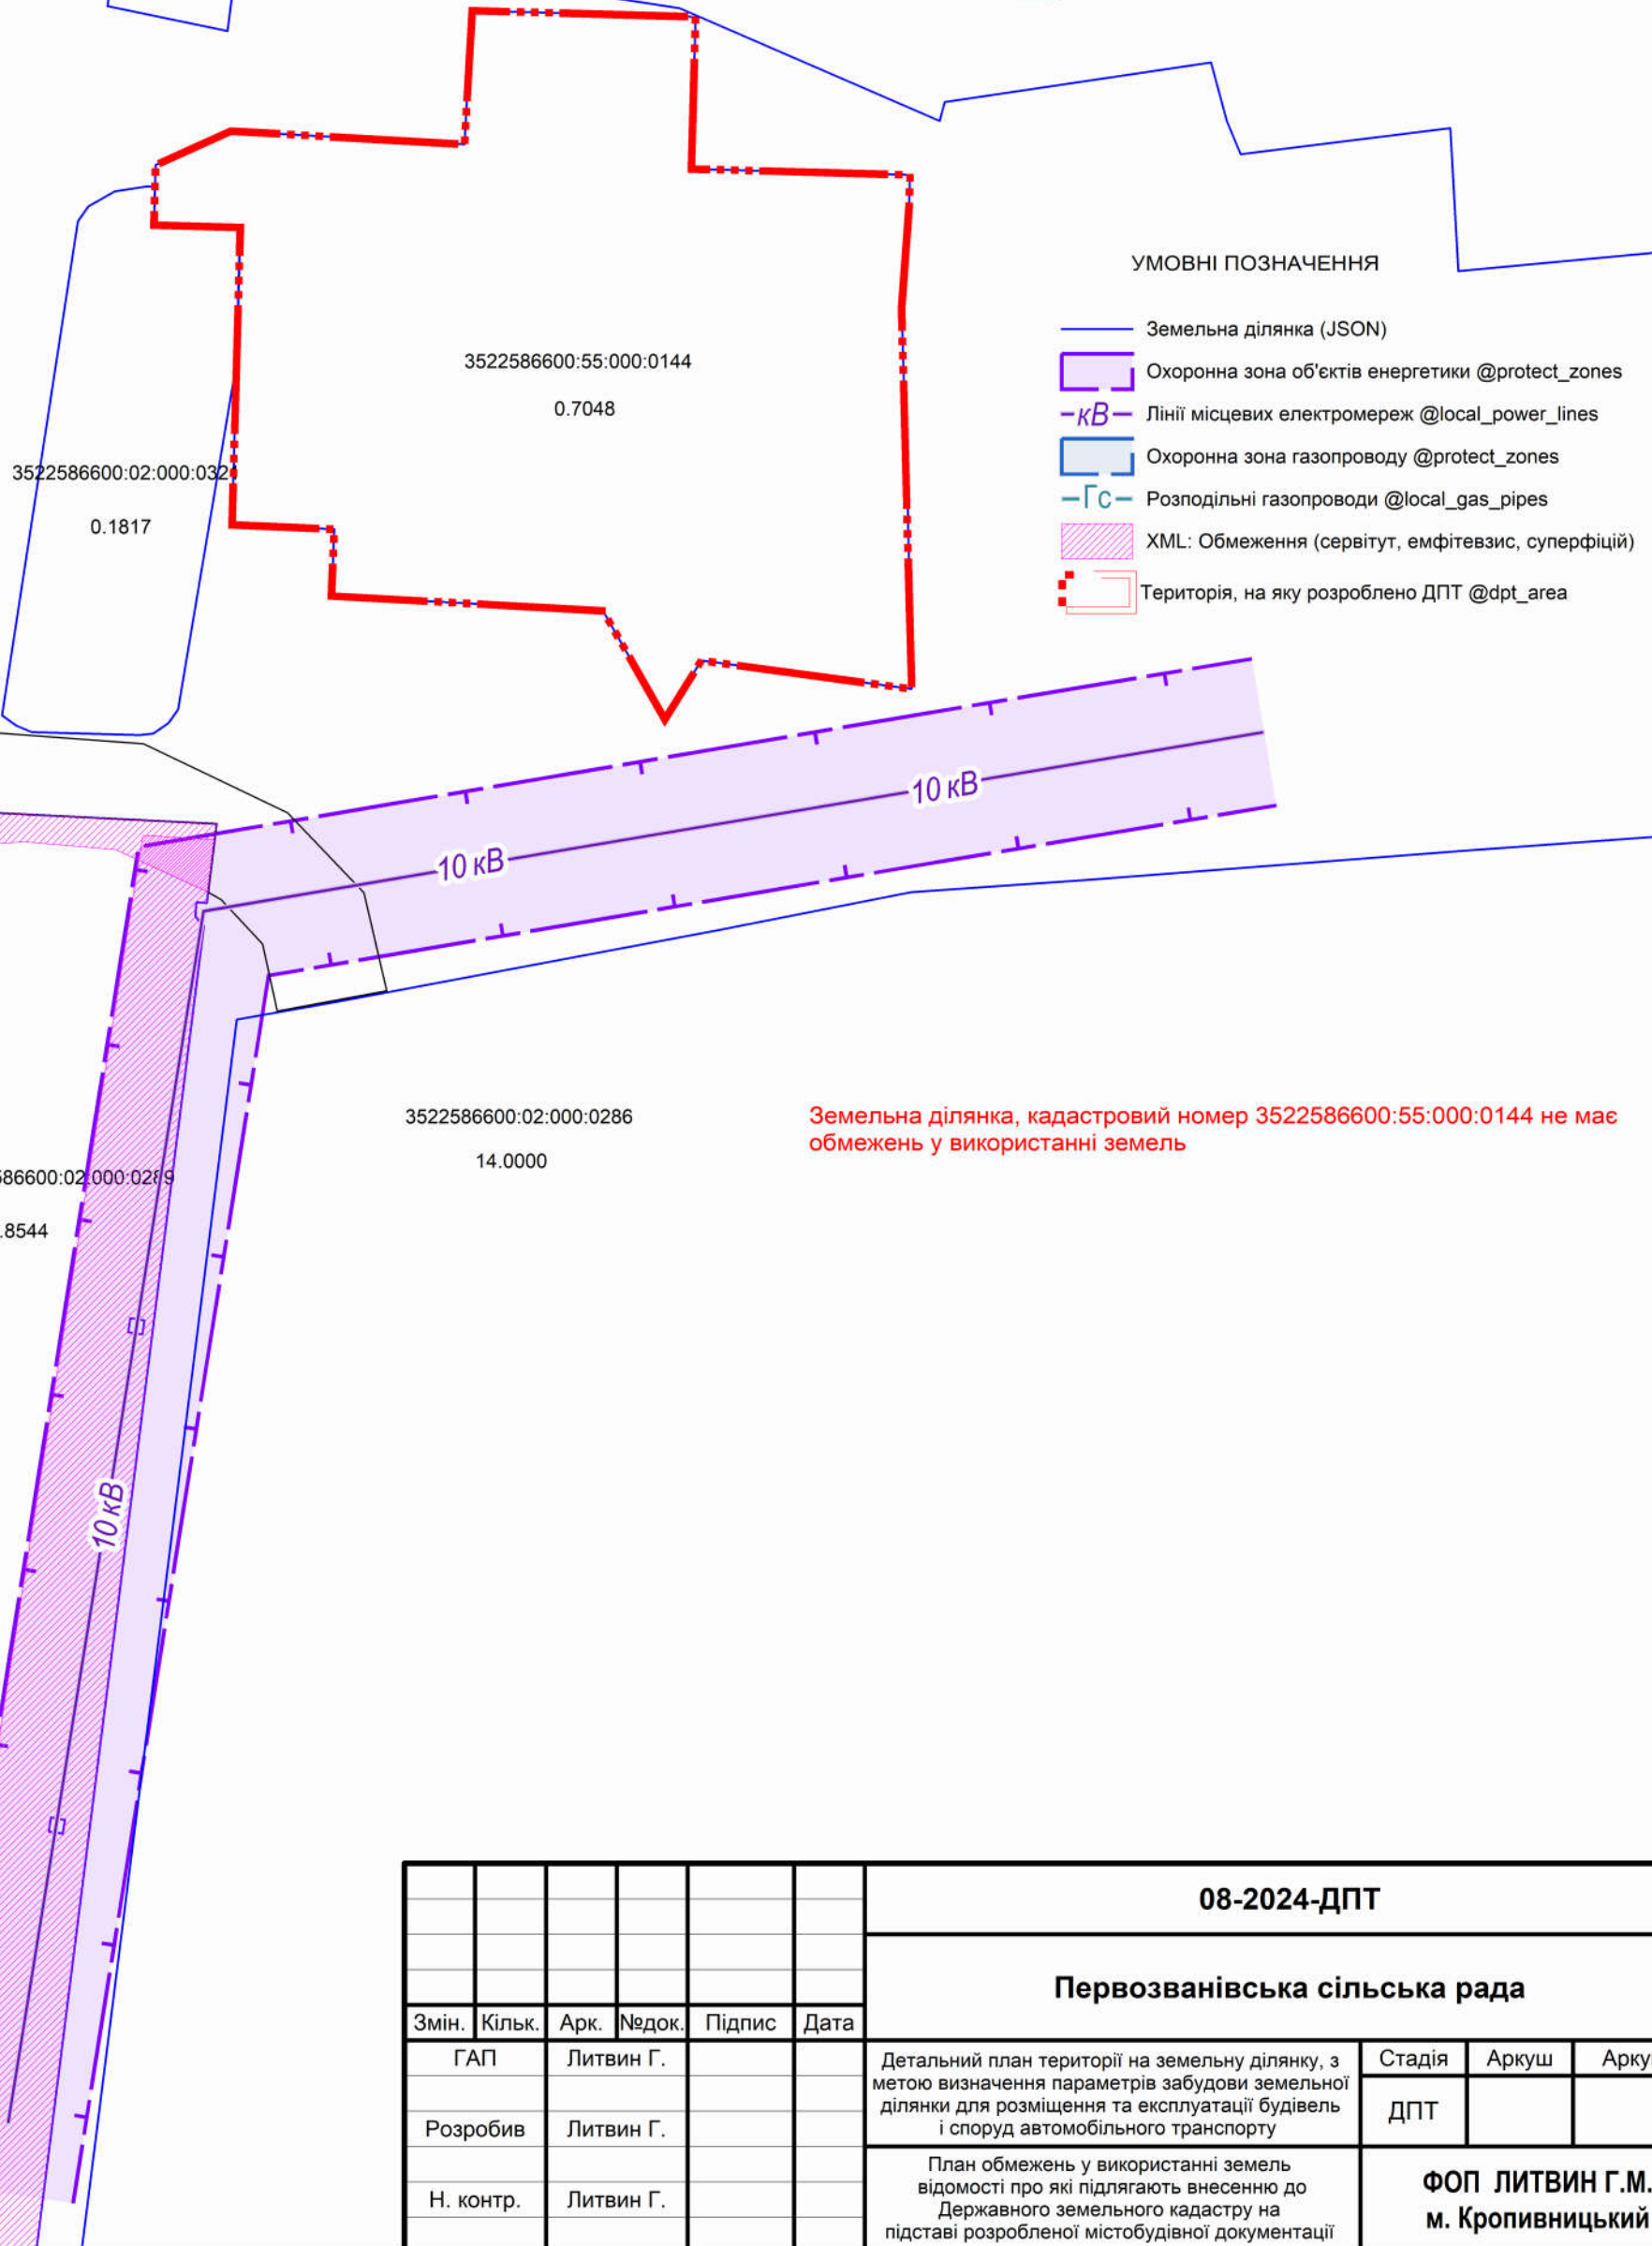 УМОВНІ ПОЗНАЧЕННЯ
Земельна ділянка (JSON)
Охоронна зона об'єктів енергетики @protect_zones
кВ Лінії місцевих електромереж @local_power_lines
Охоронна зона газопроводу @protect_zones
Гс Розподільні газопроводи @local_gas_pipes
XML: Обмеження (сервітут, емфітевзис, суперфіцій)
Територія, на яку розроблено ДПТ @dpt_area
3522586600:55:000:0144
0.7048
3522586600:02:000:032
0.1817
10 кВ
10 кВ
3522586600:02:000:0286
14.0000
Земельна ділянка, кадастровий номер 3522586600:55:000:0144 не має
обмежень у використанні земель
86600:02:000:0289
.8544
10 кВ
08-2024-ДПТ
Первозванівська сільська рада
Змін. Кільк. Арк. №док. Підпис Дата
ГАП Литвин Г.
Розробив Литвин Г.
Н. контр. Литвин Г.
Детальний план території на земельну ділянку, з
метою визначення параметрів забудови земельної
ділянки для розміщення та експлуатації будівель
і споруд автомобільного транспорту
Стадія Аркуш Арку
ДПТ
План обмежень у використанні земель
відомості про які підлягають внесенню до
Державного земельного кадастру на
підставі розробленої містобудівної документації
ФОП ЛИТВИН Г.М.
м. Кропивницький